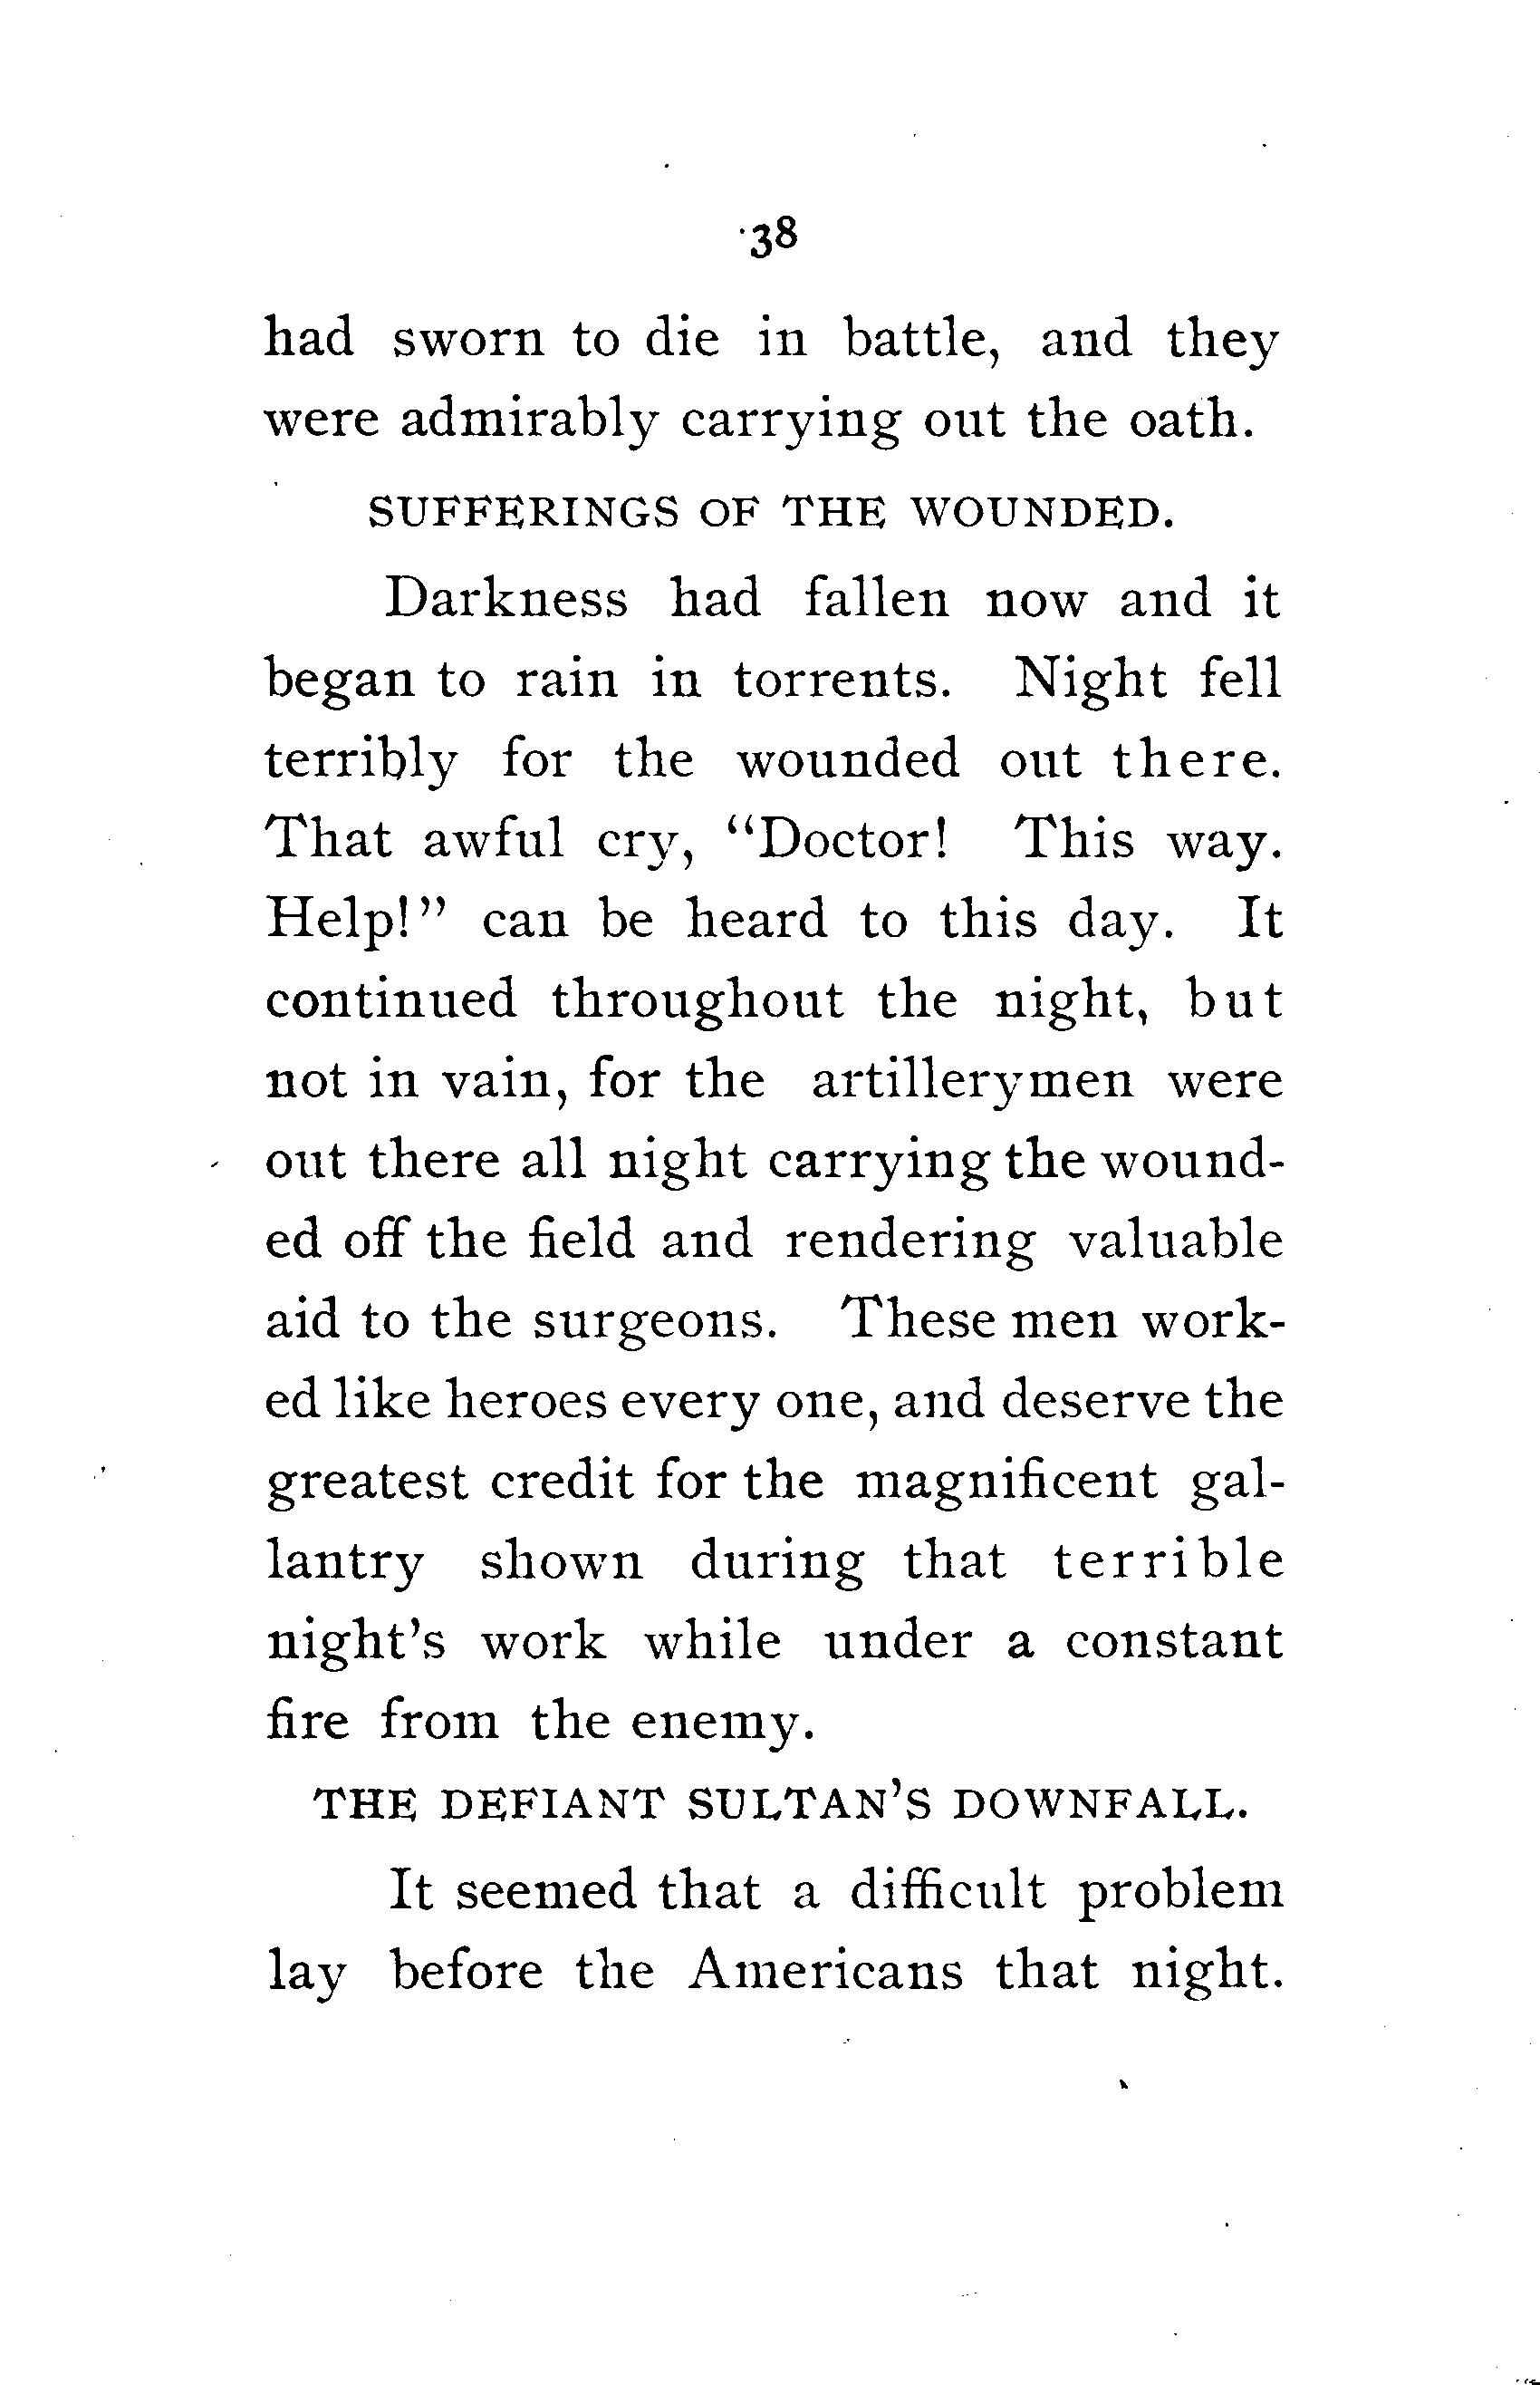 38
had sworn to die in battle, and they
were admirably carrying out the oath.
SUFFERINGS OF THE WOUNDED.
Darkness had fallen now and it
began to rain in torrents. Night fell
terribly for the wounded out there.
That awful cry, "Doctor! This way.
Help!" can be heard to this day. It
continued throughout the night, but
not in vain, for the artillerymen were
out there all night carrying the wound-
ed off the field and rendering valuable
aid to the surgeons. These men work-
ed like heroes every one, and deserve the
greatest credit for the magnificent gal-
lantry shown during that terrible
night's work while under a constant
fire from the enemy.
THE DEFIANT SULTAN'S DOWNFALL.
It seemed that a difficult problem
lay before the Americans that night.